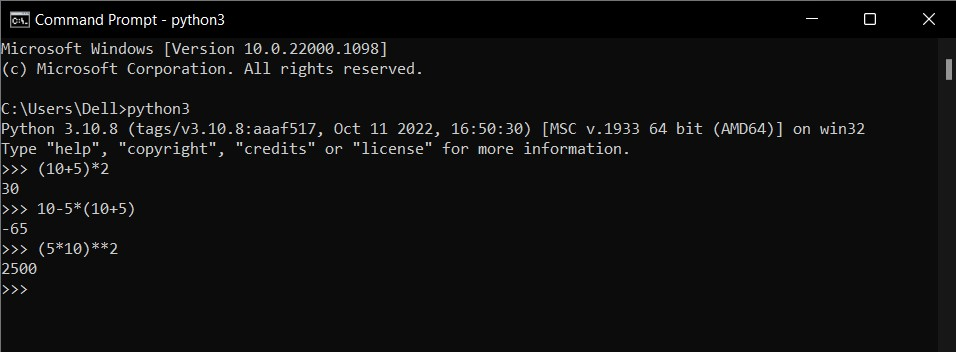 Command Prompt - python3
Microsoft Windows [Version 10.0.22000.1098]
(c) Microsoft Corporation. All rights reserved.
C:\Users\Dell>python3
Python 3.10.8 (tags/v3.10.8:aaaf517, Oct 11 2022, 16:50:30) [MSC v.1933 64 bit (AMD64)] on win32
Type "help", "copyright", "credits" or "license" for more information.
>>> (10+5)*2
30
>>> 10-5*(10+5)
-65
>>> (5*10)**2
2500
>>>